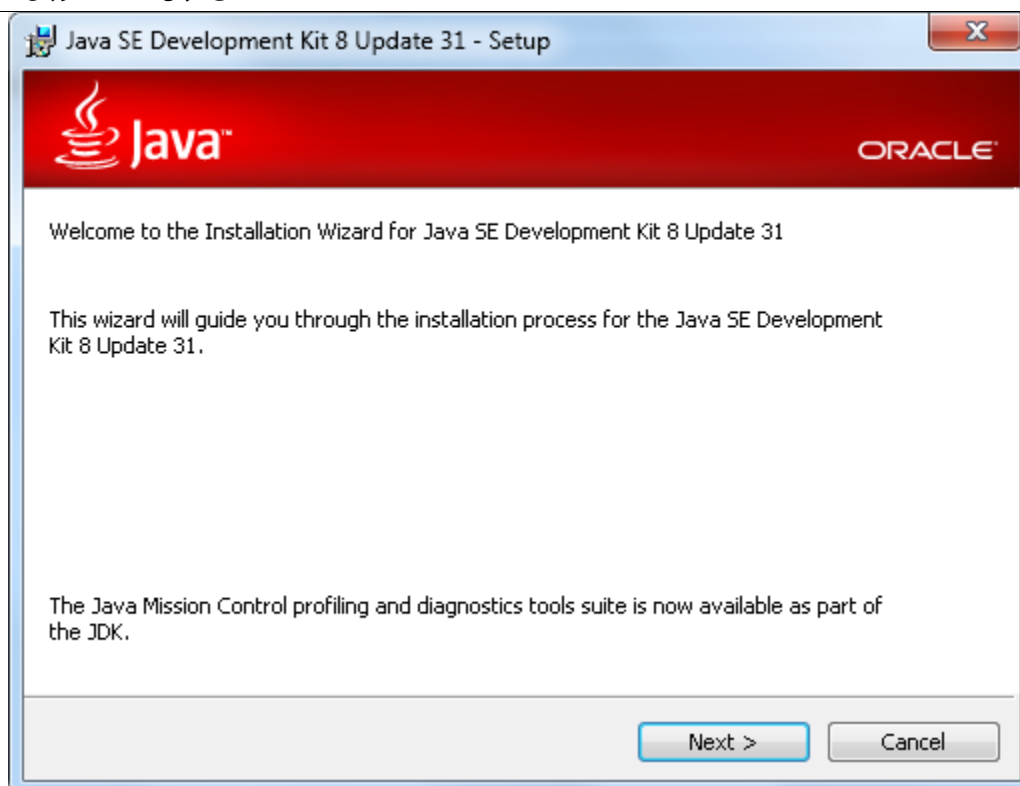 Java SE Development Kit 8 Update 31 - Setup
Java™
ORACLE
Welcome to the Installation Wizard for Java SE Development Kit 8 Update 31
This wizard will guide you through the installation process for the Java SE Development
Kit 8 Update 31.
The Java Mission Control profiling and diagnostics tools suite is now available as part of
the JDK.
Next >
Cancel